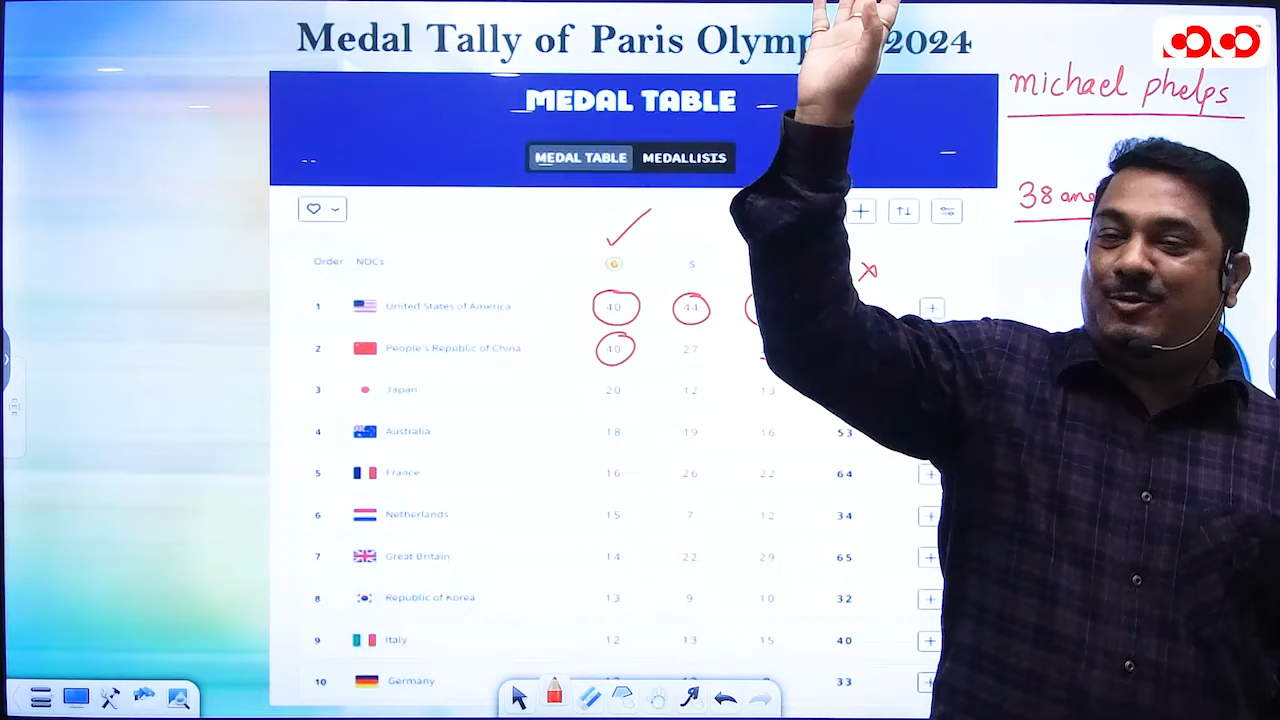 Medal Tally of Paris Olymp 2024
michael phelps
MEDAL TABLE
MEDAL TABLE MEDALLISTS
38
Order NOCs G S
1 United States of America 40 44
2 People's Republic of China 40 27
3 Japan 20 12 13
4 Australia 18 19 16 53
5 France 16 26 22 64
6 Netherlands 15 7 12 34
7 Great Britain 14 22 29 65
8 Republic of Korea 13 9 10 32
9 Italy 12 13 15 40
10 Germany 33